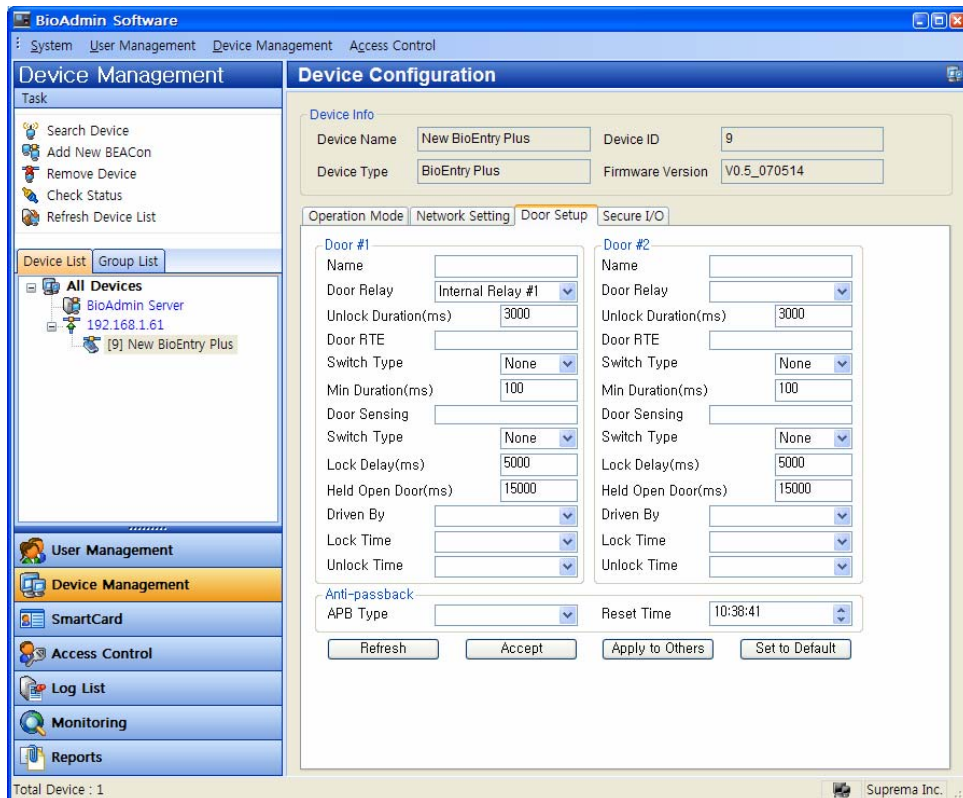 BioAdmin Software
System User Management Device Management Access Control
Device Management
Task
Search Device
Add New BEACon
Remove Device
Check Status
Refresh Device List
Device List Group List
All Devices
BioAdmin Server
192.168.1.61
[9] New BioEntry Plus
User Management
Device Management
SmartCard
Access Control
Log List
Monitoring
Reports
Device Configuration
Device Info
Device Name New BioEntry Plus Device ID 9
Device Type BioEntry Plus Firmware Version V0.5_070514
Operation Mode Network Setting Door Setup Secure I/O
Door #1
Name
Door Relay Internal Relay #1
Unlock Duration(ms) 3000
Door RTE
Switch Type None
Min Duration(ms) 100
Door Sensing
Switch Type None
Lock Delay(ms) 5000
Held Open Door(ms) 15000
Driven By
Lock Time
Unlock Time
Door #2
Name
Door Relay
Unlock Duration(ms) 3000
Door RTE
Switch Type None
Min Duration(ms) 100
Door Sensing
Switch Type None
Lock Delay(ms) 5000
Held Open Door(ms) 15000
Driven By
Lock Time
Unlock Time
Anti-passback
APB Type Reset Time 10:38:41
Refresh Accept Apply to Others Set to Default
Total Device : 1 Suprema Inc.